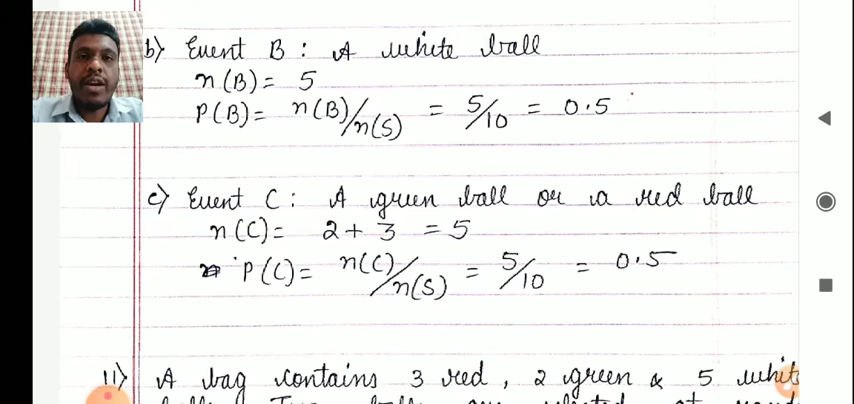 b) Event B : A white ball
n(B) = 5
P(B) = n(B)/n(S) = 5/10 = 0.5
c) Event C : A green ball or a red ball
n(C) = 2 + 3 = 5
P(C) = n(C)/n(S) = 5/10 = 0.5
11) A bag contains 3 red, 2 green & 5 whit